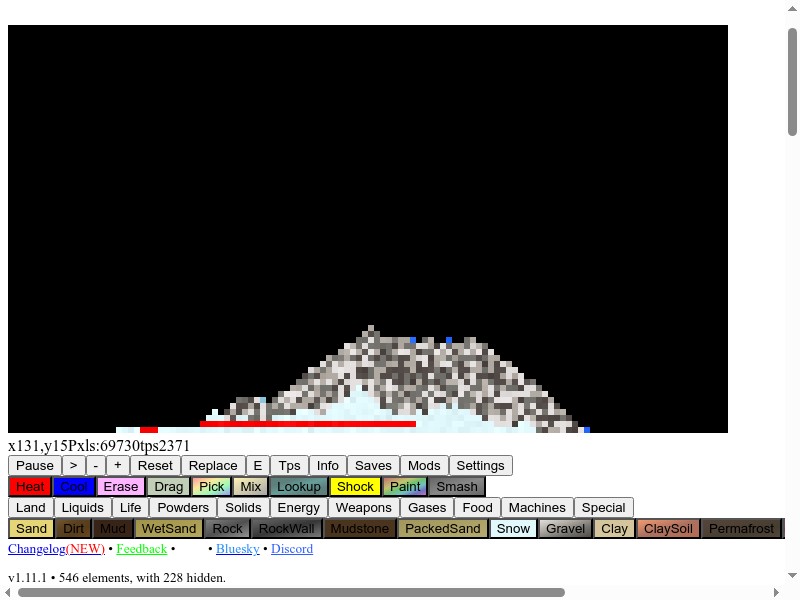 x131,y15Pxls:69730tps2371
Pause > - + Reset Replace E Tps Info Saves Mods Settings
Heat Cool Erase Drag Pick Mix Lookup Shock Paint Smash
Land Liquids Life Powders Solids Energy Weapons Gases Food Machines Special
Sand Dirt Mud WetSand Rock RockWall Mudstone PackedSand Snow Gravel Clay ClaySoil Permafrost
Changelog(NEW) • Feedback • • Bluesky • Discord
v1.11.1 • 546 elements, with 228 hidden.